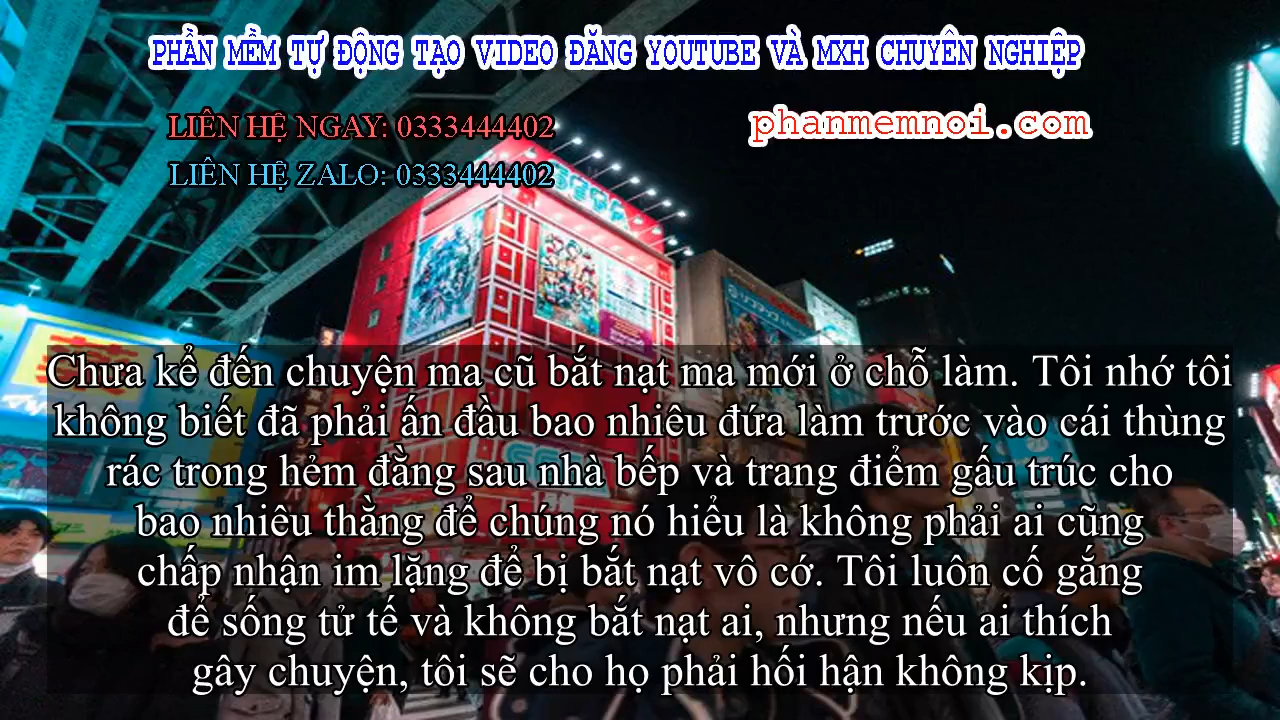 PHẦN MỀM TỰ ĐỘNG TẠO VIDEO ĐĂNG YOUTUBE VÀ MXH CHUYÊN NGHIỆP
LIÊN HỆ NGAY: 0333444402
phanmemnoi.com
LIÊN HỆ ZALO: 0333444402
Chưa kể đến chuyện ma cũ bắt nạt ma mới ở chỗ làm. Tôi nhớ tôi
không biết đã phải ấn đầu bao nhiêu đứa làm trước vào cái thùng
rác trong hẻm đằng sau nhà bếp và trang điểm gấu trúc cho
bao nhiêu thằng để chúng nó hiểu là không phải ai cũng
chấp nhận im lặng để bị bắt nạt vô cớ. Tôi luôn cố gắng
để sống tử tế và không bắt nạt ai, nhưng nếu ai thích
gây chuyện, tôi sẽ cho họ phải hối hận không kịp.